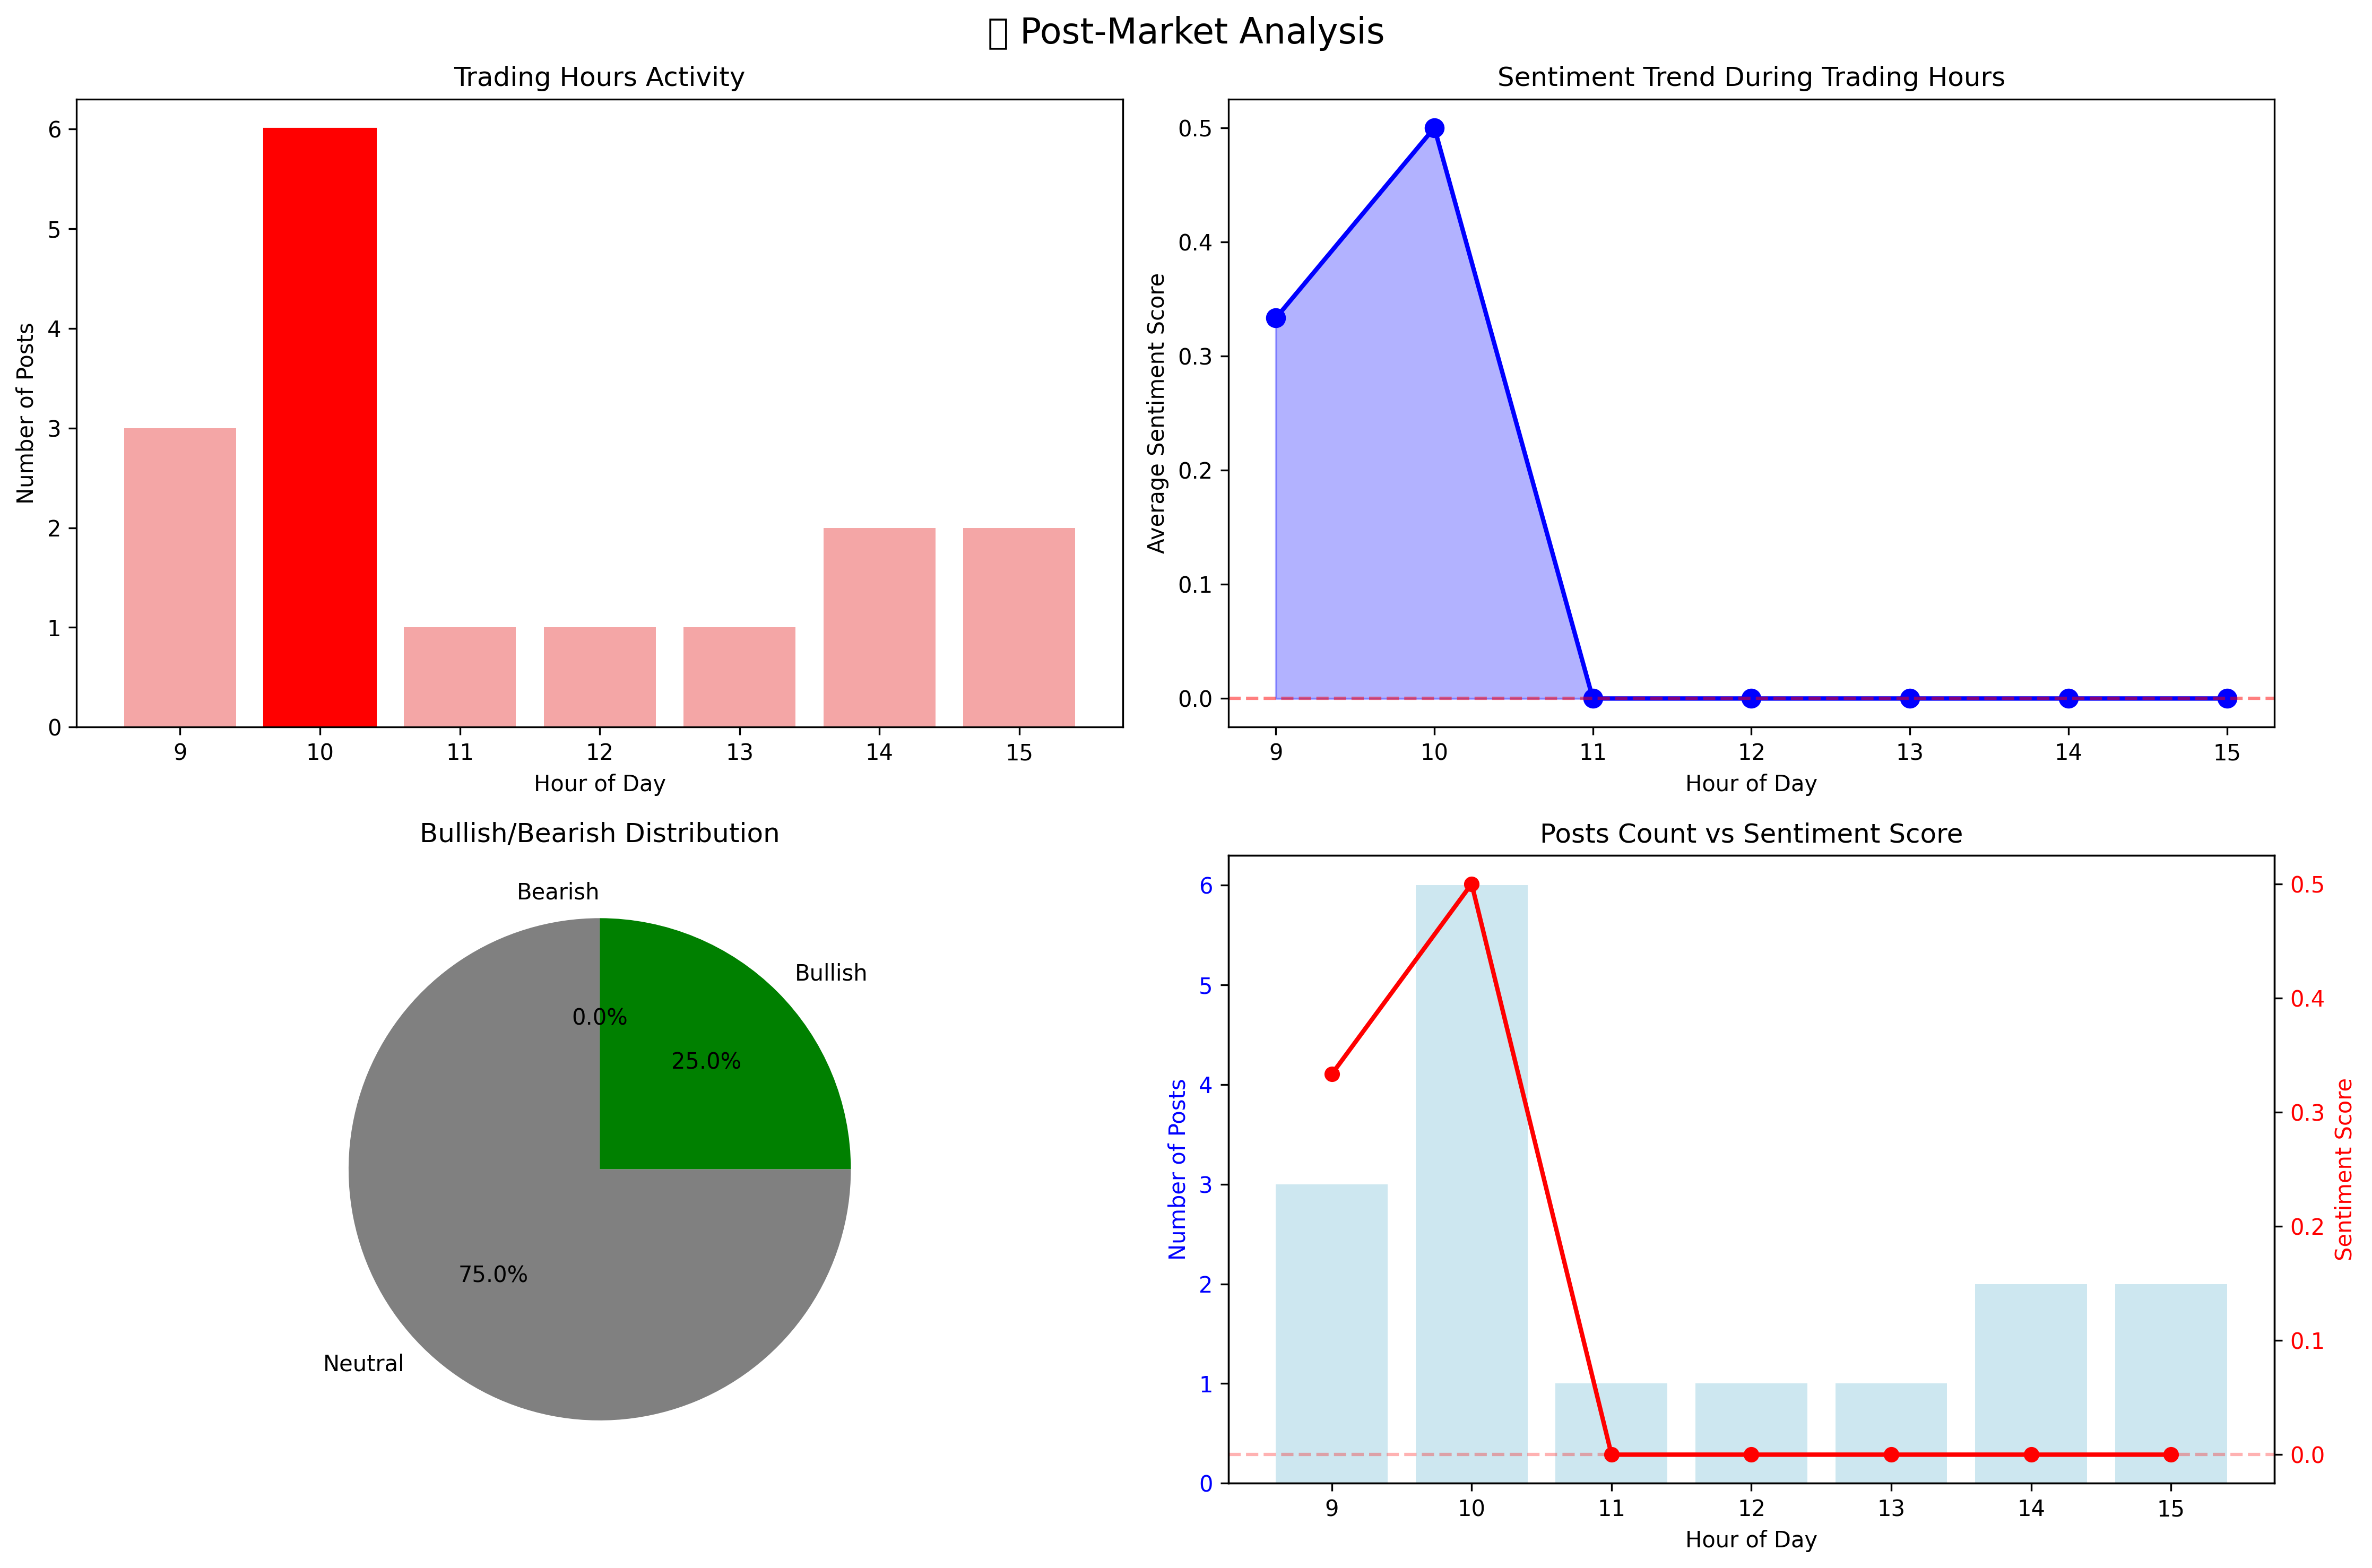 Post-Market Analysis
Trading Hours Activity
Number of Posts
6
5
4
3
2
1
0
9 10 11 12 13 14 15
Hour of Day
Sentiment Trend During Trading Hours
Average Sentiment Score
0.5
0.4
0.3
0.2
0.1
0.0
9 10 11 12 13 14 15
Hour of Day
Bullish/Bearish Distribution
Bearish
Bullish
0.0%
25.0%
75.0%
Neutral
Posts Count vs Sentiment Score
Number of Posts
6
5
4
3
2
1
0
0.5
0.4
0.3
0.2
0.1
0.0
Sentiment Score
9 10 11 12 13 14 15
Hour of Day